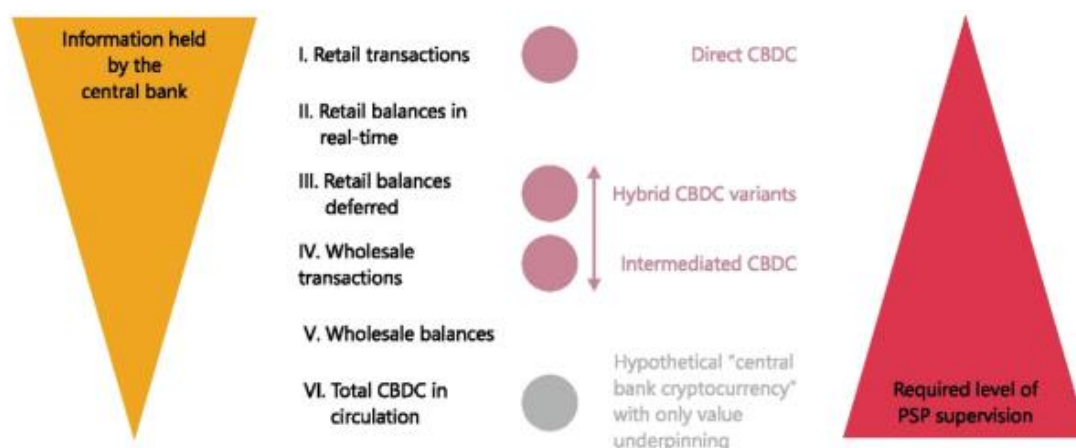 Information held
by the
central bank
I. Retail transactions
Direct CBDC
II. Retail balances in
real-time
III. Retail balances
deferred
Hybrid CBDC variants
IV. Wholesale
transactions
Intermediated CBDC
V. Wholesale balances
VI. Total CBDC in
circulation
Hypothetical "central
bank cryptocurrency"
with only value
underpinning
Required level of
PSP supervision